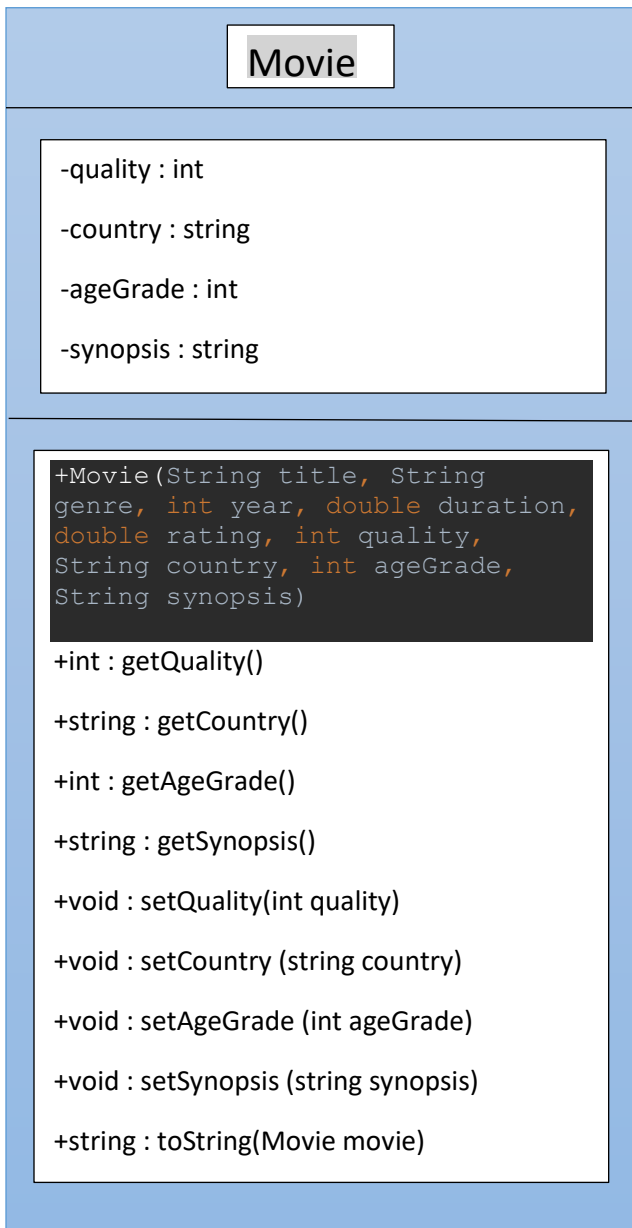 Movie
-quality : int
-country : string
-ageGrade : int
-synopsis : string
+Movie(String title, String
genre, int year, double duration,
double rating, int quality,
String country, int ageGrade,
String synopsis)
+int : getQuality()
+string : getCountry()
+int : getAgeGrade()
+string : getSynopsis()
+void : setQuality(int quality)
+void : setCountry (string country)
+void : setAgeGrade (int ageGrade)
+void : setSynopsis (string synopsis)
+string : toString(Movie movie)